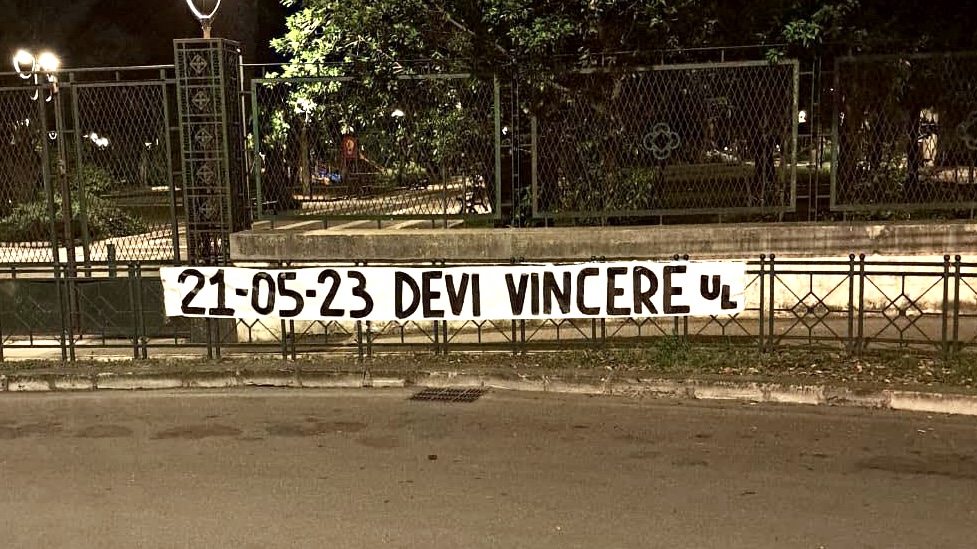 21-05-23 DEVI VINCERE UL